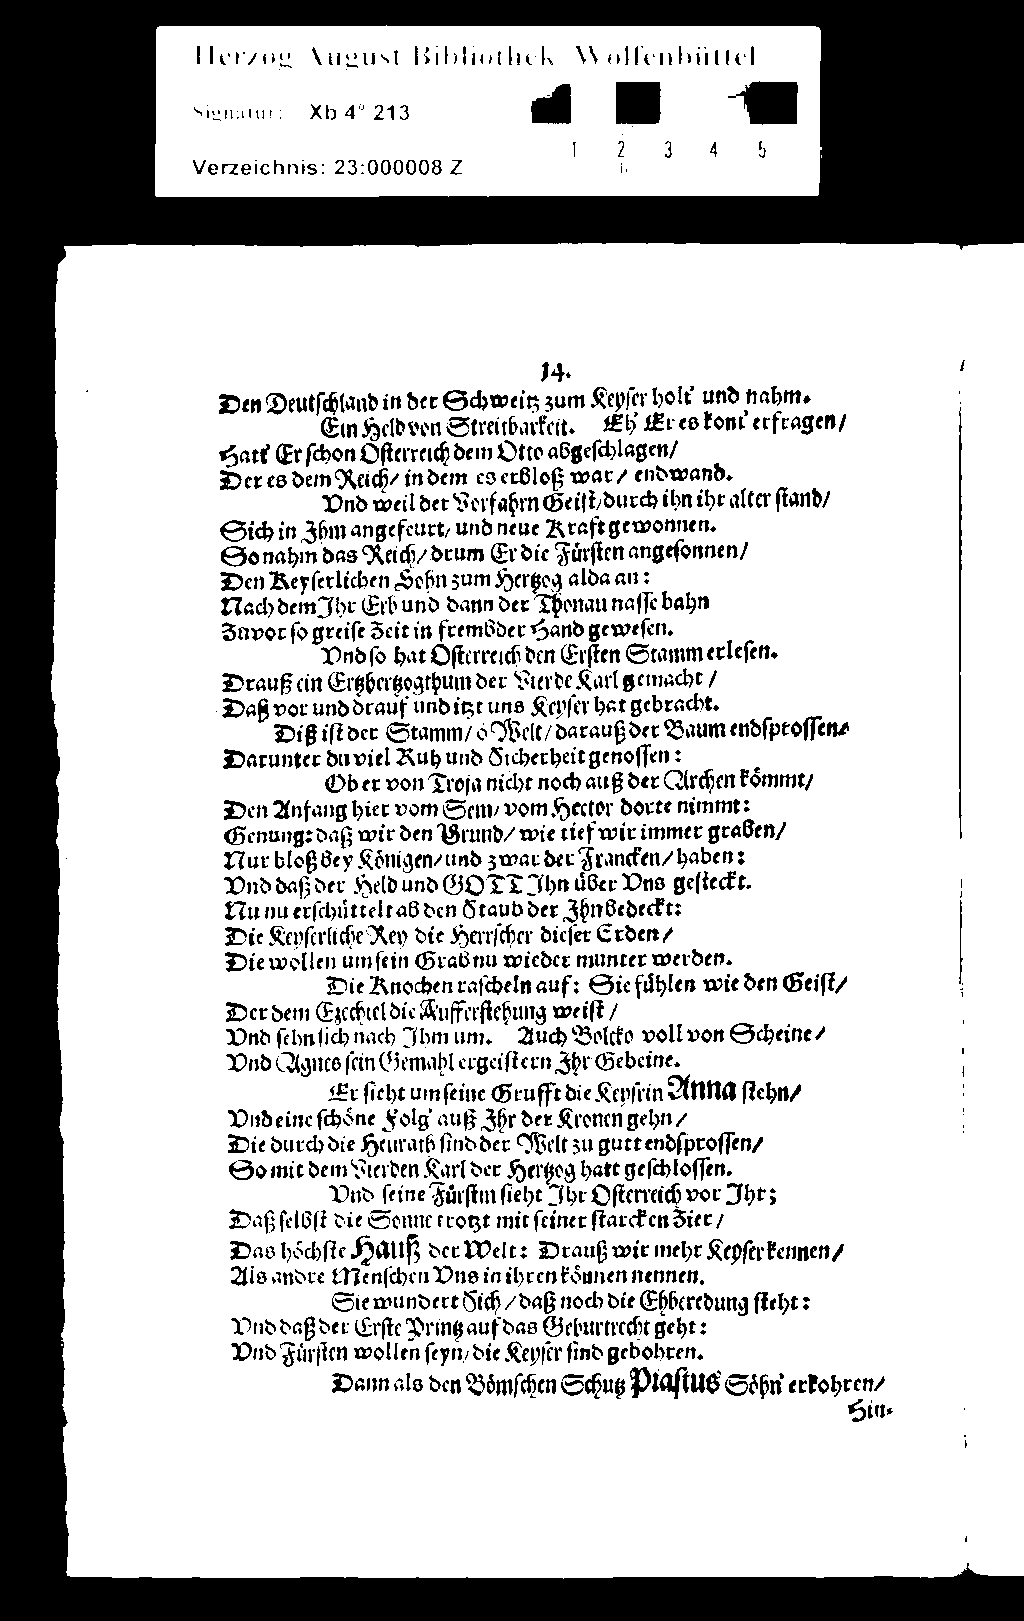 Herzog August Bibliothek Wolfenbüttel
Signatur: Xb 4° 213
1 2 3 4 5
Verzeichnis: 23:000008 Z
14.
Den Deutschland in der Schweitz zum Keyser holt' und nahm.
Ein Held von Streitbarkeit. Eh' Er es kont' erfragen/
Hatt' Er schon Osterreich dem Otto abgeschlagen/
Der es dem Reich/ in dem es erbloß war/ endwand.
Vnd weil der Vorfahrn Geist/ durch ihn ihr alter stand/
Sich in Ihm angefeurt/ und neue Kraft gewonnen.
So nahm das Reich/ drum Er die Fürsten angesonnen/
Den Keyserlichen Sohn zum Hertzog alda an:
Nach dem Ihr Erb und dann der Thonau nasse bahn
Zuvor so greise Zeit in frembder Hand gewesen.
Vnd so hat Osterreich den Ersten Stamm erlesen.
Drauß ein Ertzhertzogthum der Vierde Karl gemacht/
Daß vor und drauf und itzt uns Keyser hat gebracht.
Diß ist der Stamm/ ô Welt/ darauß der Baum endsprossen/
Darunter du viel Ruh und Sicherheit genossen:
Ob er von Troja nicht noch auß der Archen kömmt/
Den Anfang hier vom Sem/ vom Hector dorte nimmt:
Genung: daß wir den Grund/ wie tief wir immer graben/
Nur bloß bey Königen/ und zwar der Francken/ haben:
Vnd daß der Held und GOTT Ihn über Vns gesteckt.
Nu nu erschüttelt ab den Staub der Ihn bedeckt:
Die Keyserliche Rey die Herrscher dieser Erden/
Die wollen um sein Grab nu wieder munter werden.
Die Knochen rascheln auf: Sie fühlen wie den Geist/
Der dem Ezechiel die Aufferstehung weist/
Vnd sehn sich nach Ihm um. Auch Bolcko voll von Scheine/
Vnd Agnes sein Gemahl ergeistern Ihr Gebeine.
Er sieht um seine Grufft die Keysrin Anna stehn/
Vnd eine schöne Folg' auß Ihr der Kronen gehn/
Die durch die Heurath sind der Welt zu gutt endsprossen/
So mit dem Vierden Karl der Hertzog hatt geschlossen.
Vnd seine Fürstin sieht Ihr Osterreich vor Ihr;
Daß selbst die Sonne trotzt mit seiner starcken Zier/
Das höchste Hauß der Welt: Drauß wir mehr Keyser kennen/
Als andre Menschen Vns in ihren können nennen.
Sie wundert Sich/ daß noch die Ehberedung steht:
Vnd daß der Erste Printz auf das Geburtrecht geht:
Vnd Fürsten wollen seyn/ die Keyser sind gebohren.
Dann als den Bömschen Schutz Piastus Söhn' erkohren/
Hin-